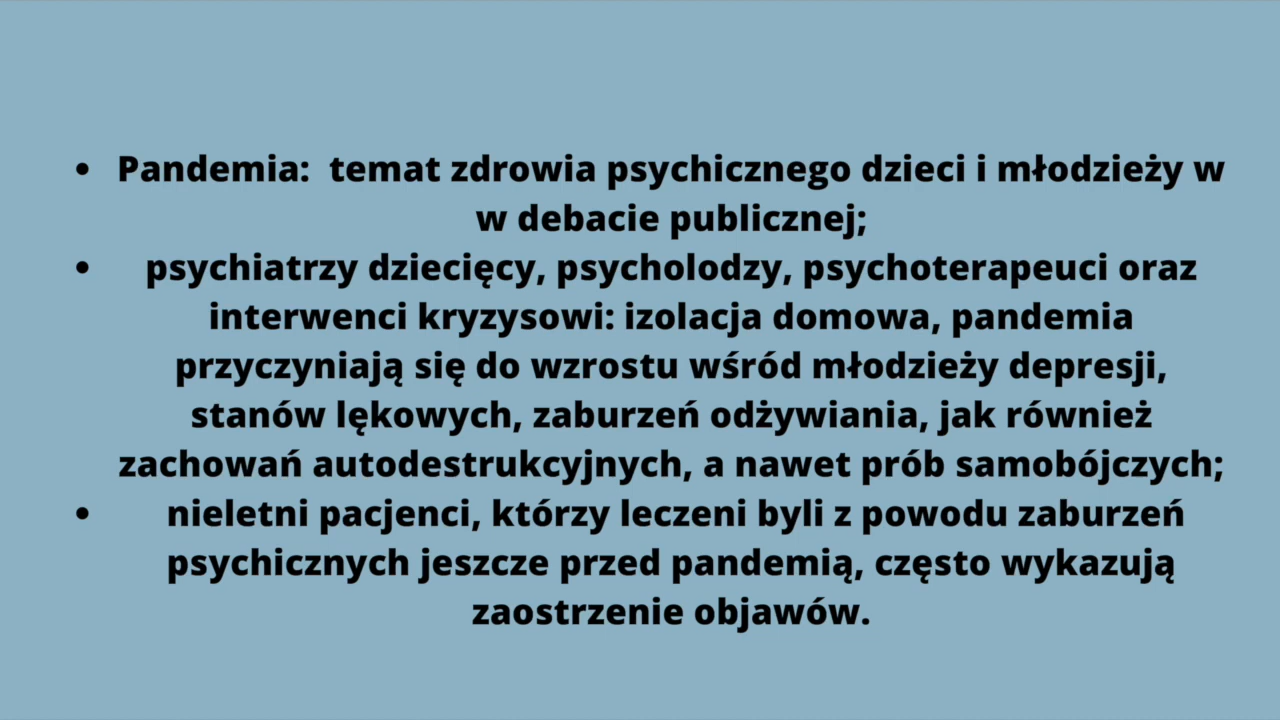 • Pandemia:  temat zdrowia psychicznego dzieci i młodzieży w
w debacie publicznej;
• psychiatrzy dziecięcy, psycholodzy, psychoterapeuci oraz
interwenci kryzysowi: izolacja domowa, pandemia
przyczyniają się do wzrostu wśród młodzieży depresji,
stanów lękowych, zaburzeń odżywiania, jak również
zachowań autodestrukcyjnych, a nawet prób samobójczych;
• nieletni pacjenci, którzy leczeni byli z powodu zaburzeń
psychicznych jeszcze przed pandemią, często wykazują
zaostrzenie objawów.